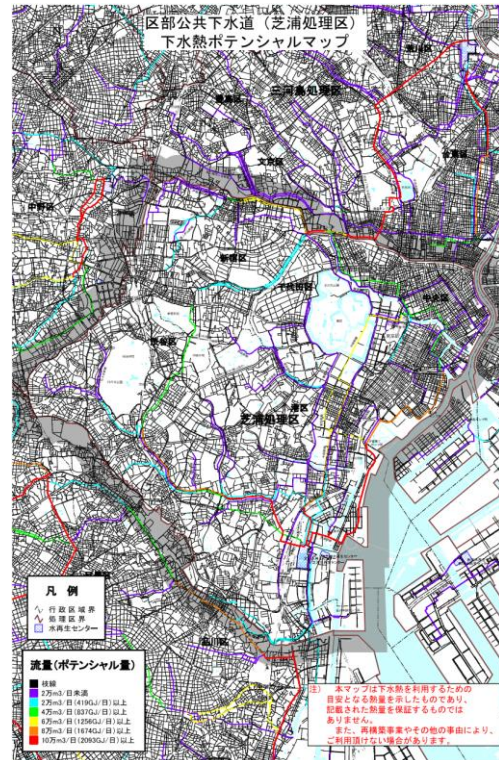 区部公共下水道（芝浦処理区）
下水熱ポテンシャルマップ
荒川区
豊島区
三河島処理区
台東区
文京区
中野区
新宿区
千代田区
中央区
渋谷区
港区
芝浦処理区
品川区
凡 例
行政区域界
処理区界
水再生センター
流量(ポテンシャル量)
枝線
2万m3/日未満
2万m3/日(419GJ/日)以上
4万m3/日(837GJ/日)以上
6万m3/日(1256GJ/日)以上
8万m3/日(1674GJ/日)以上
10万m3/日(2093GJ/日)以上
注） 本マップは下水熱を利用するための
目安となる熱量を示したものであり、
記載された熱量を保証するものでは
ありません。
また、再構築事業やその他の事由により、
ご利用頂けない場合があります。